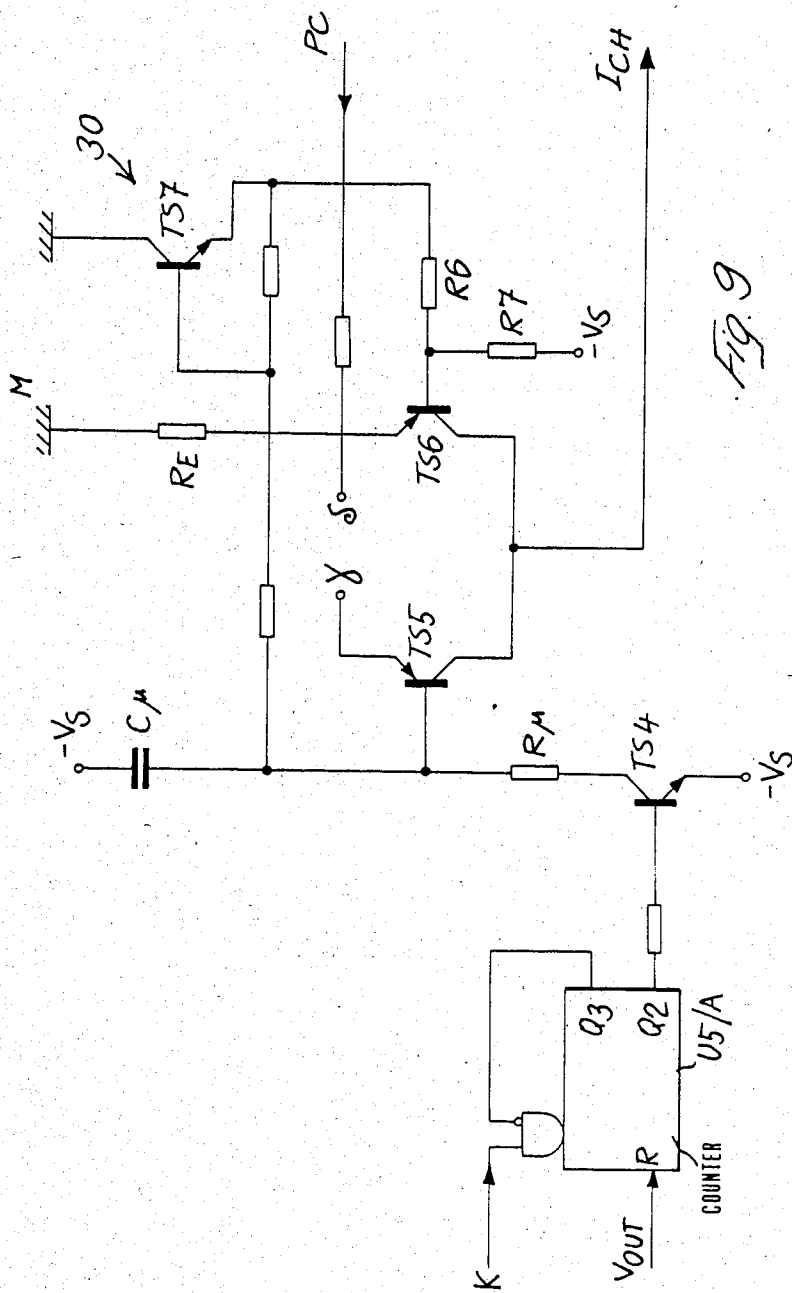 30
PC
TS7
M
RE
R6
R7
-VS
TS6
δ
γ
TS5
ICH
-VS
Cμ
Rμ
TS4
-VS
Q3
Q2
U5/A
R
COUNTER
K
VOUT
Fig. 9